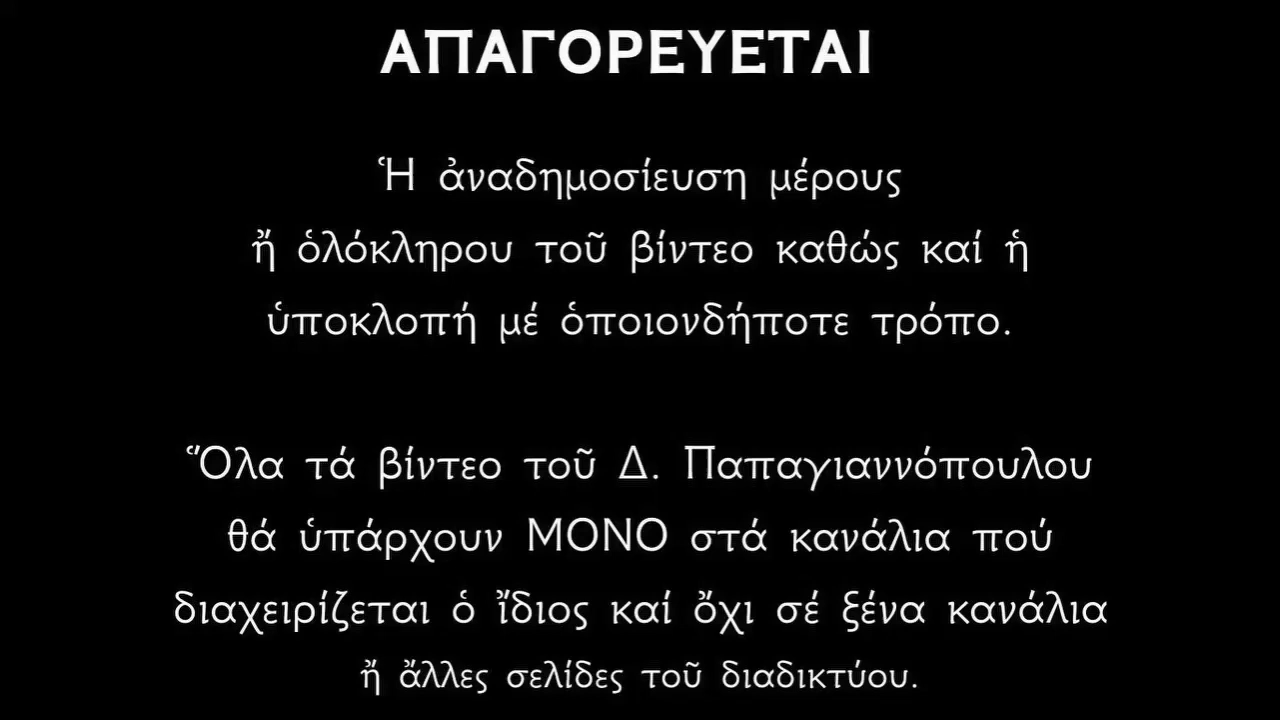 ΑΠΑΓΟΡΕΥΕΤΑΙ
Ἡ ἀναδημοσίευση μέρους
ἤ ὁλόκληρου τοῦ βίντεο καθώς καί ἡ
ὑποκλοπή μέ ὁποιονδήποτε τρόπο.
Ὅλα τά βίντεο τοῦ Δ. Παπαγιαννόπουλου
θά ὑπάρχουν ΜΟΝΟ στά κανάλια πού
διαχειρίζεται ὁ ἴδιος καί ὄχι σέ ξένα κανάλια
ἤ ἄλλες σελίδες τοῦ διαδικτύου.